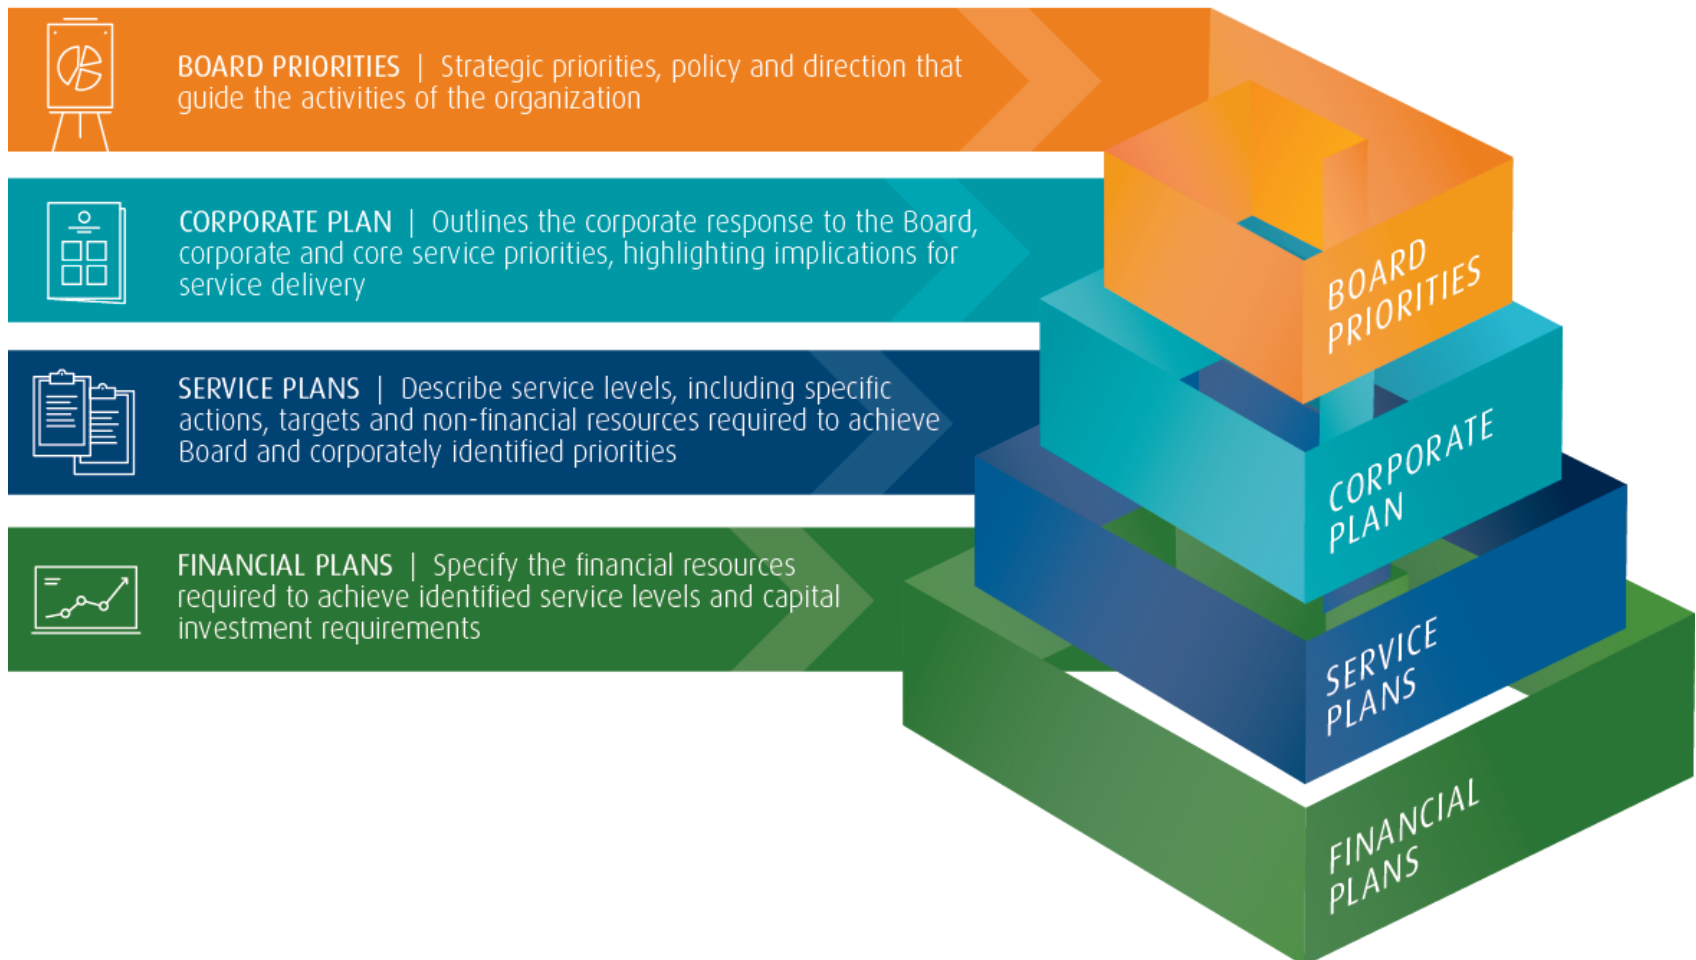 BOARD PRIORITIES | Strategic priorities, policy and direction that
guide the activities of the organization
CORPORATE PLAN | Outlines the corporate response to the Board,
corporate and core service priorities, highlighting implications for
service delivery
SERVICE PLANS | Describe service levels, including specific
actions, targets and non-financial resources required to achieve
Board and corporately identified priorities
FINANCIAL PLANS | Specify the financial resources
required to achieve identified service levels and capital
investment requirements
BOARD
PRIORITIES
CORPORATE
PLAN
SERVICE
PLANS
FINANCIAL
PLANS